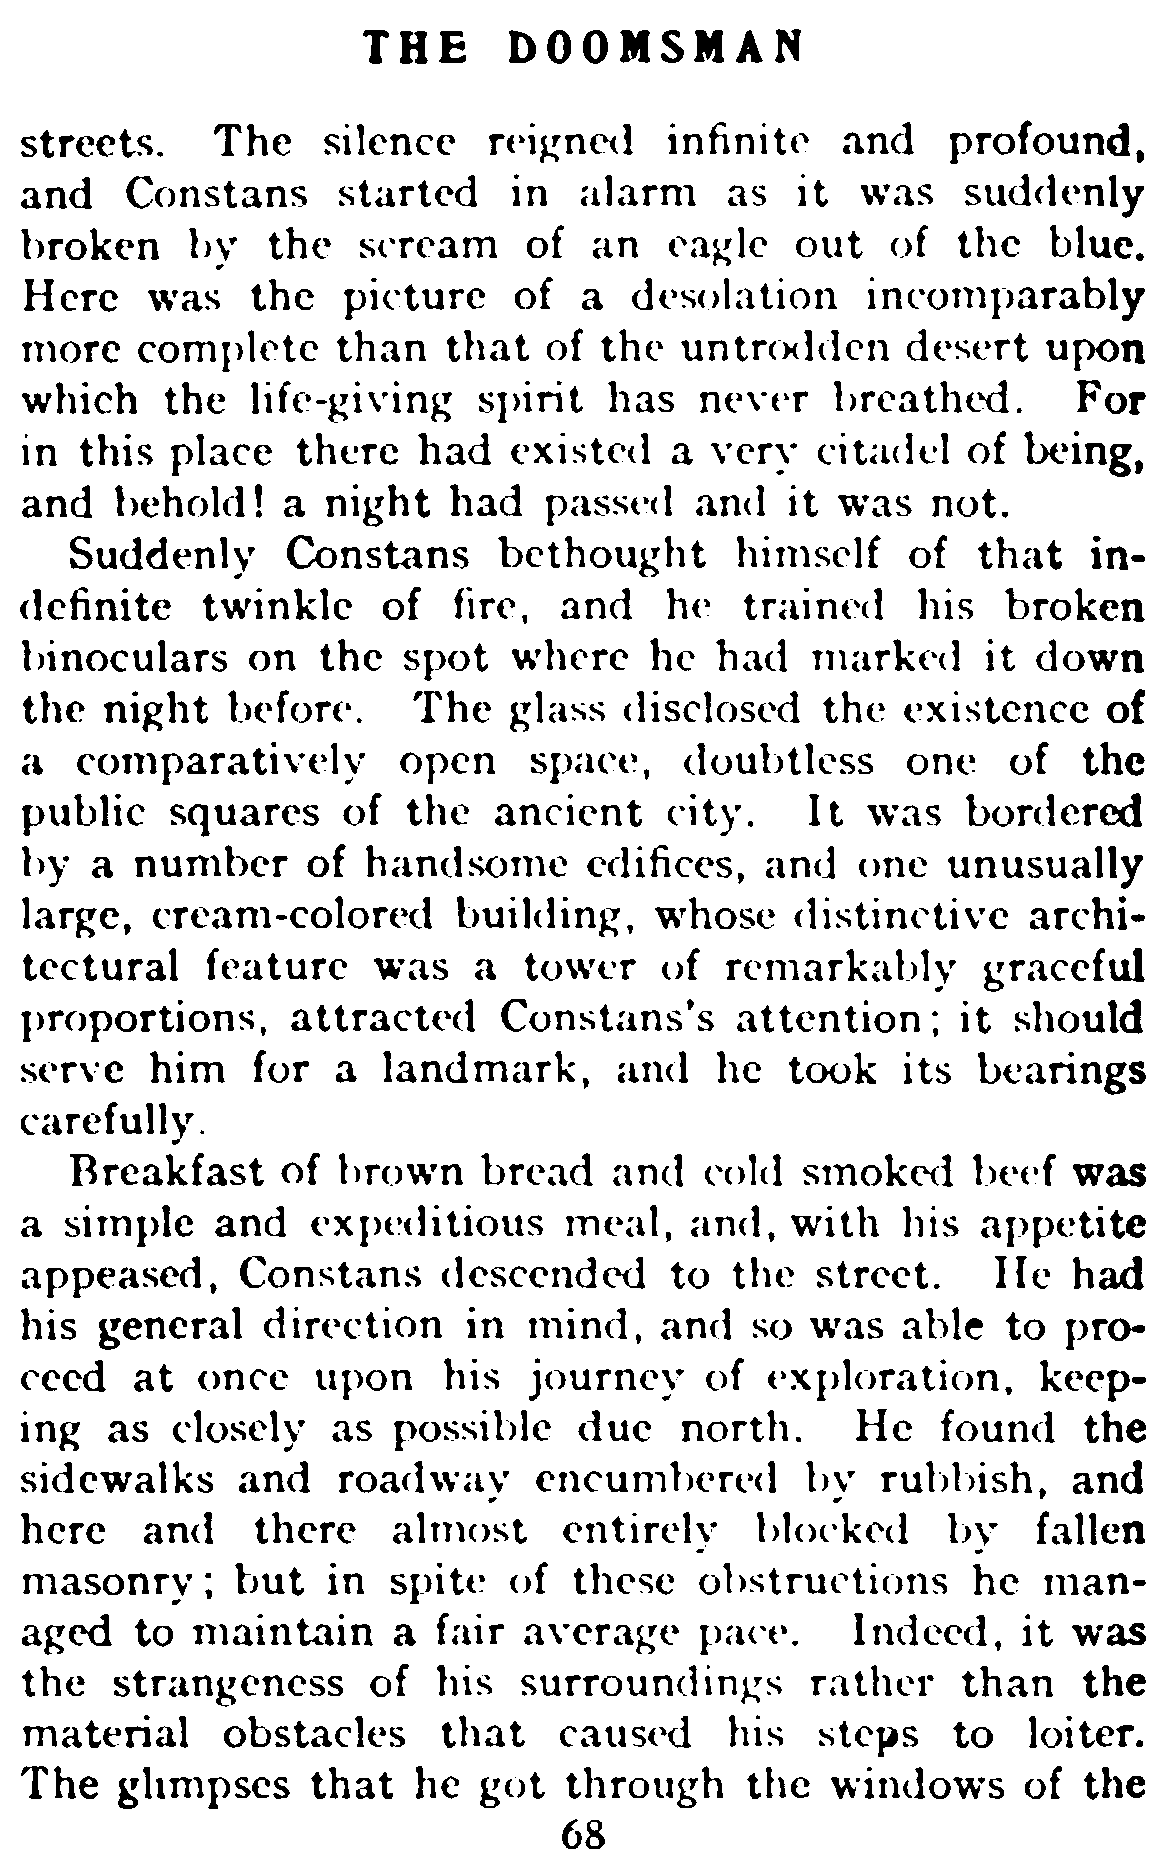 THE DOOMSMAN
streets. The silence reigned infinite and profound,
and Constans started in alarm as it was suddenly
broken by the scream of an eagle out of the blue.
Here was the picture of a desolation incomparably
more complete than that of the untrodden desert upon
which the life-giving spirit has never breathed. For
in this place there had existed a very citadel of being,
and behold! a night had passed and it was not.
Suddenly Constans bethought himself of that in-
definite twinkle of fire, and he trained his broken
binoculars on the spot where he had marked it down
the night before. The glass disclosed the existence of
a comparatively open space, doubtless one of the
public squares of the ancient city. It was bordered
by a number of handsome edifices, and one unusually
large, cream-colored building, whose distinctive archi-
tectural feature was a tower of remarkably graceful
proportions, attracted Constans's attention; it should
serve him for a landmark, and he took its bearings
carefully.
Breakfast of brown bread and cold smoked beef was
a simple and expeditious meal, and, with his appetite
appeased, Constans descended to the street. He had
his general direction in mind, and so was able to pro-
ceed at once upon his journey of exploration, keep-
ing as closely as possible due north. He found the
sidewalks and roadway encumbered by rubbish, and
here and there almost entirely blocked by fallen
masonry; but in spite of these obstructions he man-
aged to maintain a fair average pace. Indeed, it was
the strangeness of his surroundings rather than the
material obstacles that caused his steps to loiter.
The glimpses that he got through the windows of the
68